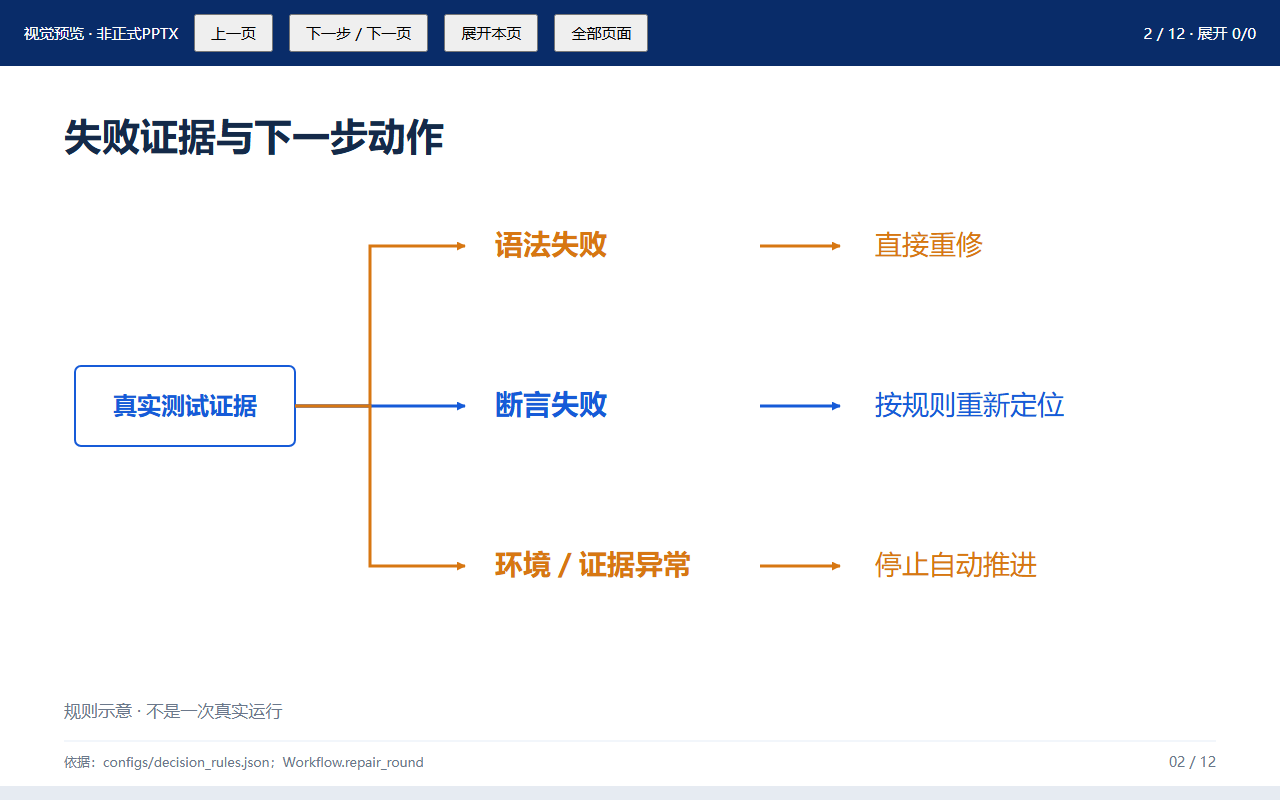 视觉预览 · 非正式PPTX 上一页 下一步 / 下一页 展开本页 全部页面 2 / 12 · 展开 0/0
失败证据与下一步动作
语法失败 直接重修
真实测试证据 断言失败 按规则重新定位
环境 / 证据异常 停止自动推进
规则示意 · 不是一次真实运行
依据：configs/decision_rules.json；Workflow.repair_round 02 / 12